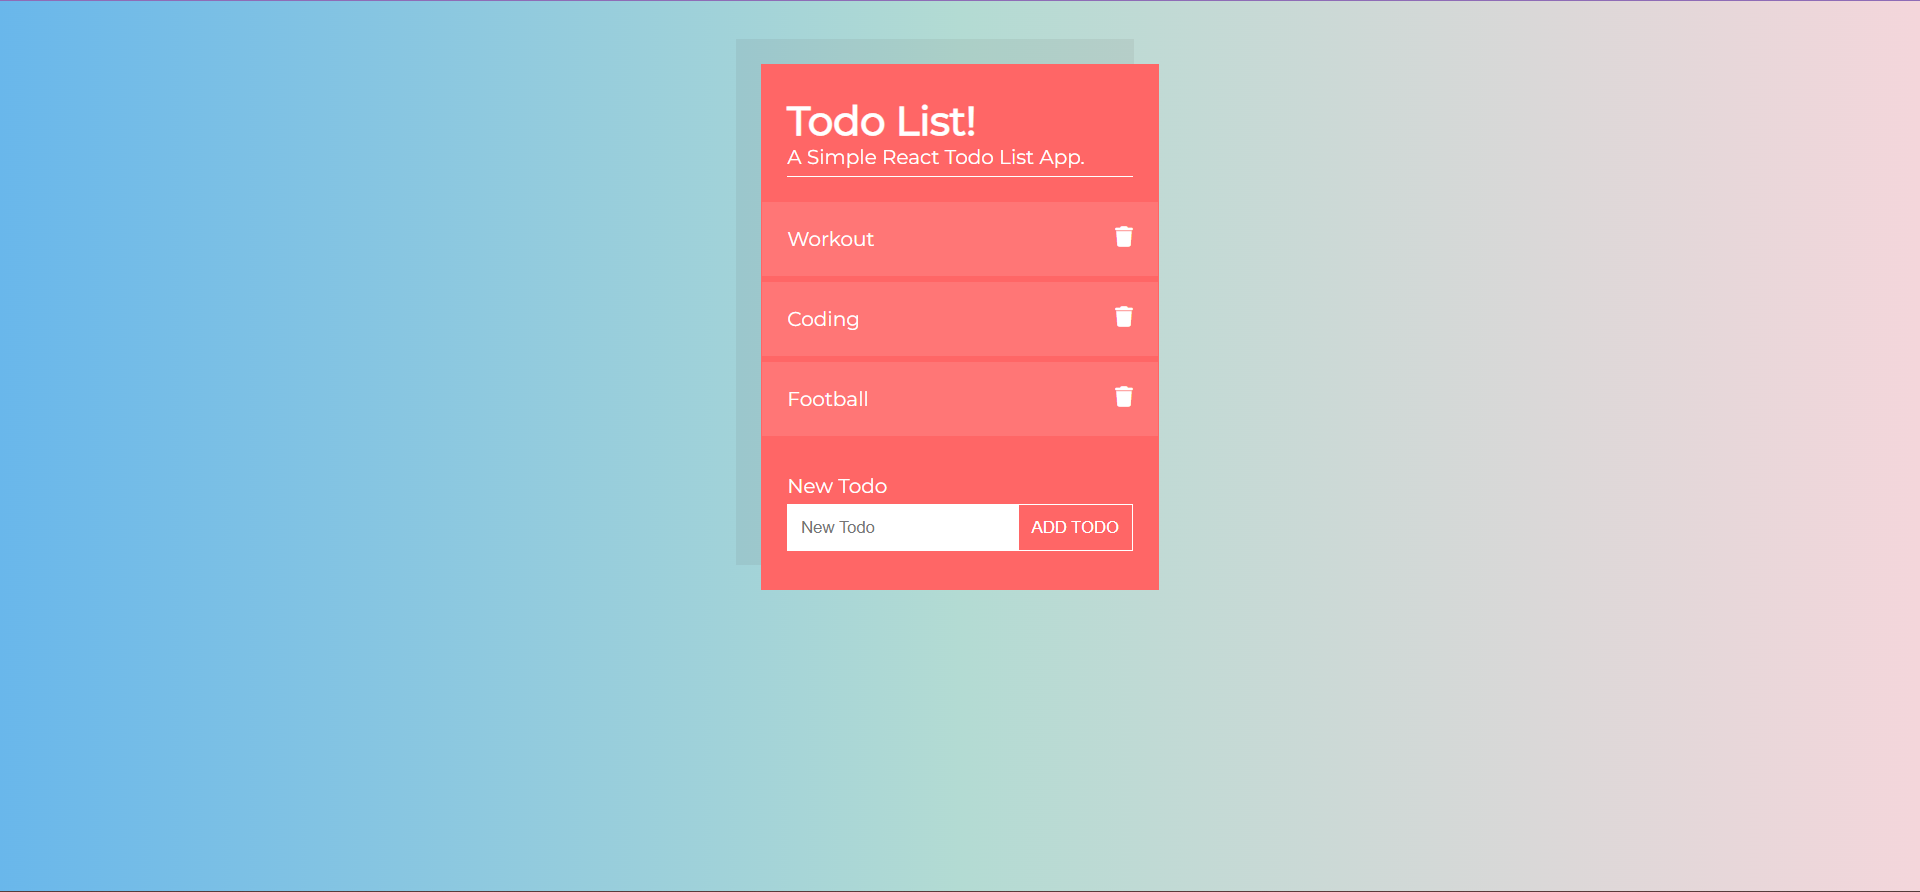 Todo List!
A Simple React Todo List App.
Workout
Coding
Football
New Todo
New Todo
ADD TODO